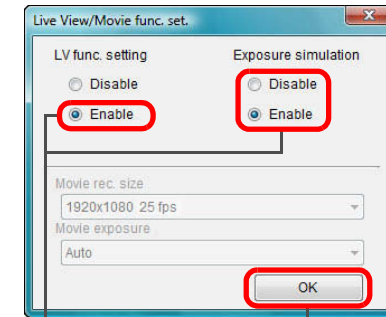 Live View/Movie func. set.
LV func. setting Exposure simulation
Disable Disable
Enable Enable
Movie rec. size
1920x1080 25 fps
Movie exposure
Auto
OK